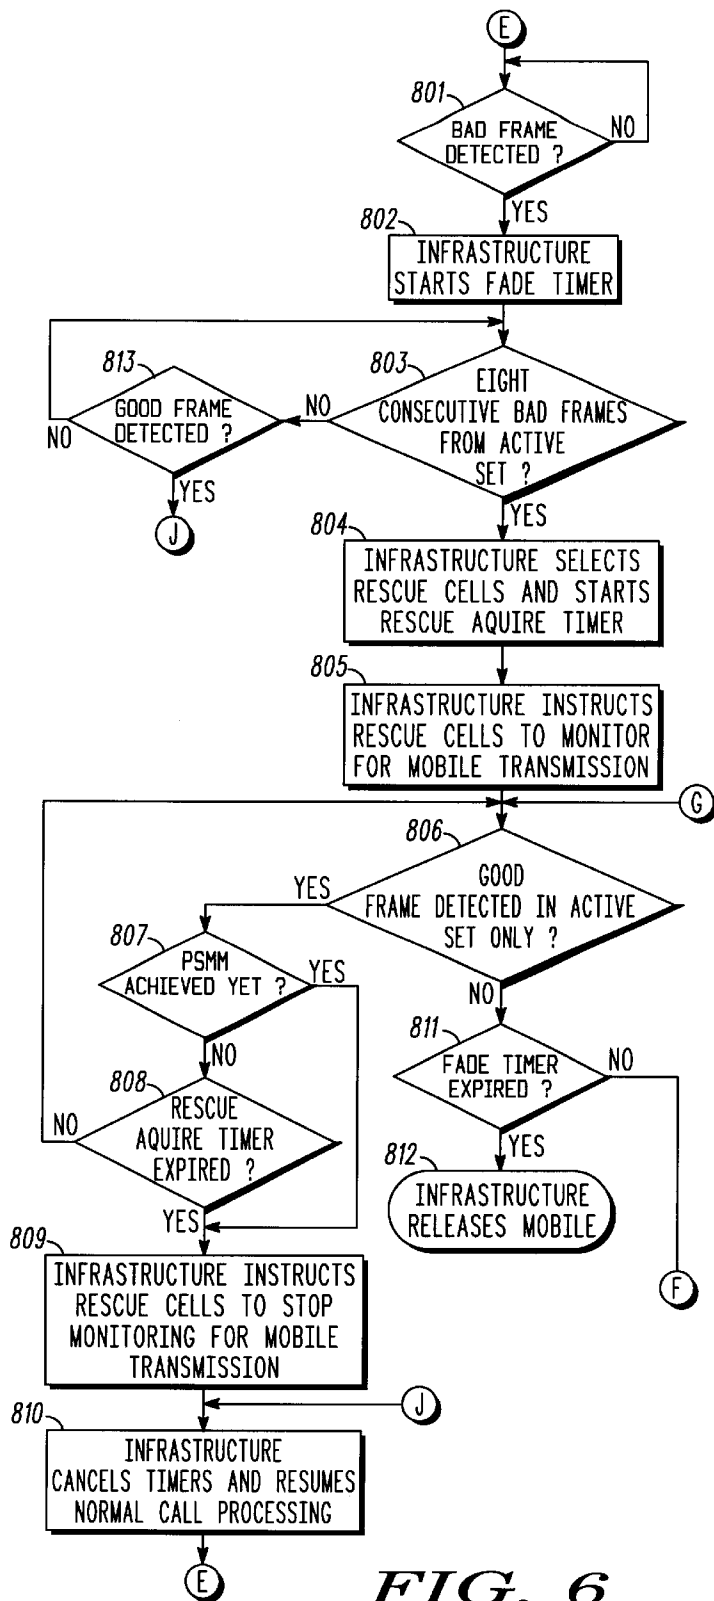 E
801
BAD FRAME
DETECTED ?
NO
YES
802
INFRASTRUCTURE
STARTS FADE TIMER
803
EIGHT
CONSECUTIVE BAD FRAMES
FROM ACTIVE
SET ?
NO
813
GOOD FRAME
DETECTED ?
NO
YES
J
YES
804
INFRASTRUCTURE SELECTS
RESCUE CELLS AND STARTS
RESCUE AQUIRE TIMER
805
INFRASTRUCTURE INSTRUCTS
RESCUE CELLS TO MONITOR
FOR MOBILE TRANSMISSION
G
806
GOOD
FRAME DETECTED IN ACTIVE
SET ONLY ?
YES
NO
807
PSMM
ACHIEVED YET ?
YES
NO
808
RESCUE
AQUIRE TIMER
EXPIRED ?
NO
YES
811
FADE TIMER
EXPIRED ?
NO
YES
812
INFRASTRUCTURE
RELEASES MOBILE
F
809
INFRASTRUCTURE INSTRUCTS
RESCUE CELLS TO STOP
MONITORING FOR MOBILE
TRANSMISSION
J
810
INFRASTRUCTURE
CANCELS TIMERS AND RESUMES
NORMAL CALL PROCESSING
E
FIG. 6